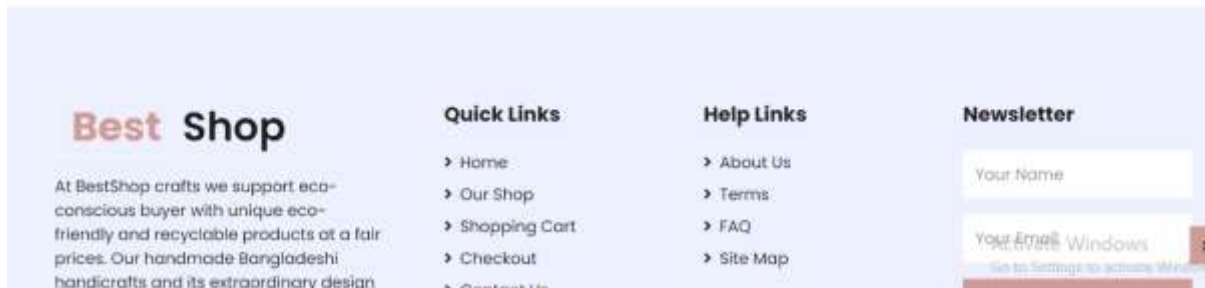 Best Shop
At BestShop crafts we support eco-
conscious buyer with unique eco-
friendly and recyclable products at a fair
prices. Our handmade Bangladeshi
handicrafts and its extraordinary design
Quick Links
Home
Our Shop
Shopping Cart
Checkout
Contact Us
Help Links
About Us
Terms
FAQ
Site Map
Newsletter
Your Name
Your Email
Activate Windows
Go to Settings to activate Windows